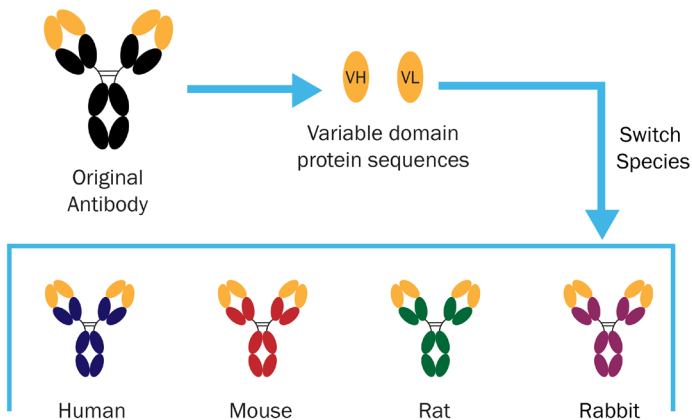 VH
VL
Variable domain
protein sequences
Original
Antibody
Switch
Species
Human
Mouse
Rat
Rabbit